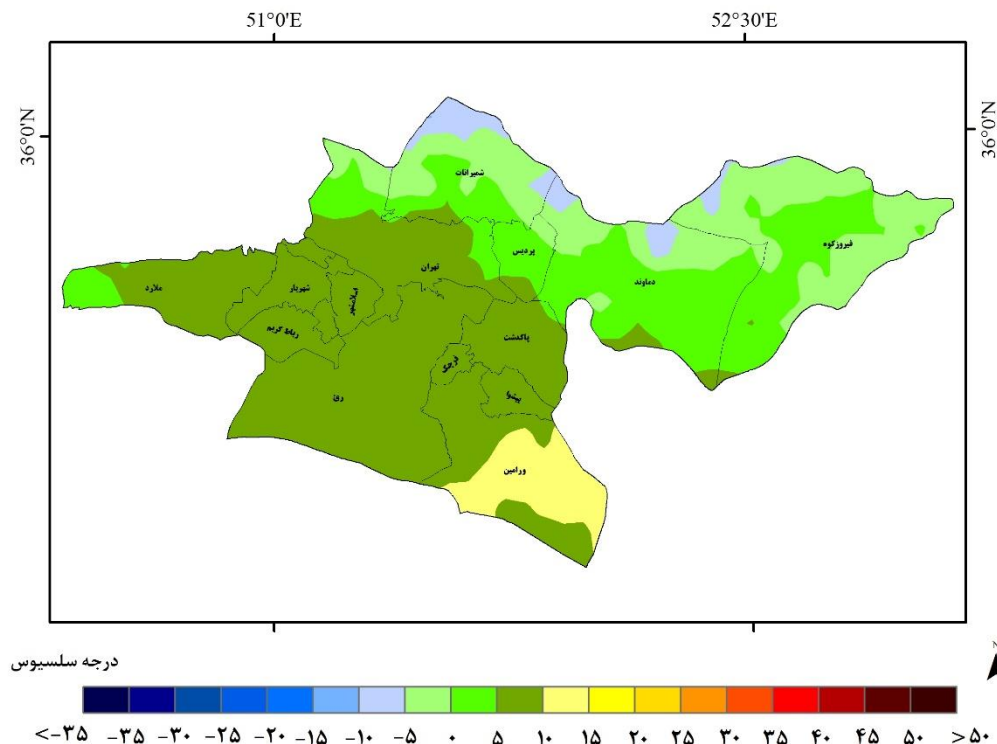 51°0'E 52°30'E
36°0'N 36°0'N
شمیرانات
فیروزکوه
پردیس
تهران
دماوند
ملارد
شهریار
اسلامشهر
رباط کریم
پاکدشت
قرچک
ری
پیشوا
ورامین
N
درجه سلسیوس
<-۳۵ -۳۵ -۳۰ -۲۵ -۲۰ -۱۵ -۱۰ -۵ ۰ ۵ ۱۰ ۱۵ ۲۰ ۲۵ ۳۰ ۳۵ ۴۰ ۴۵ ۵۰ >۵۰